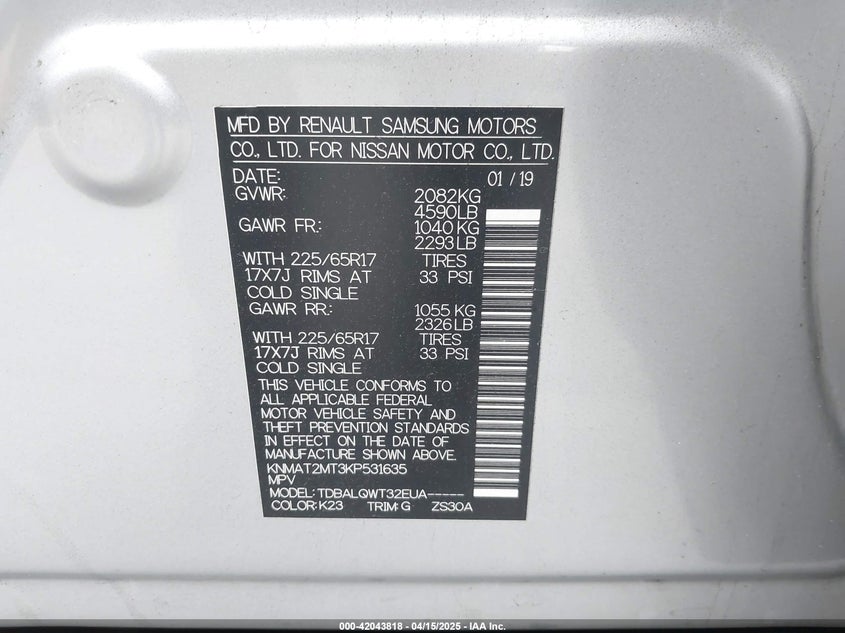 MFD BY RENAULT SAMSUNG MOTORS
CO., LTD. FOR NISSAN MOTOR CO., LTD.
DATE: 01 / 19
GVWR: 2082KG
4590LB
GAWR FR: 1040 KG
2293 LB
WITH 225/65R17 TIRES
17X7J RIMS AT 33 PSI
COLD SINGLE
GAWR RR: 1055 KG
2326 LB
WITH 225/65R17 TIRES
17X7J RIMS AT 33 PSI
COLD SINGLE
THIS VEHICLE CONFORMS TO
ALL APPLICABLE FEDERAL
MOTOR VEHICLE SAFETY AND
THEFT PREVENTION STANDARDS
IN EFFECT ON THE DATE OF
MANUFACTURE SHOWN ABOVE.
KNMAT2MT3KP531635
MPV
MODEL: TDBALQWT32EUA-----
COLOR: K23 TRIM: G ZS30A
000-42043818 - 04/15/2025 - IAA Inc.